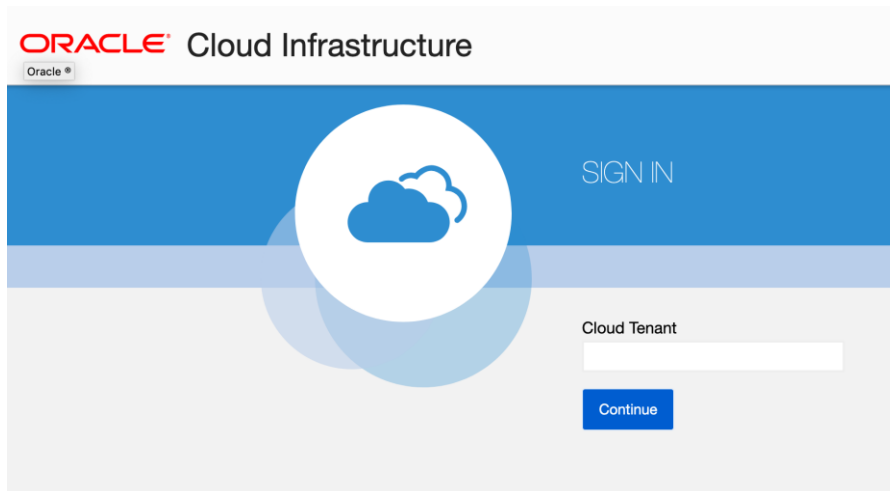 ORACLE® Cloud Infrastructure
Oracle ®
SIGN IN
Cloud Tenant
Continue